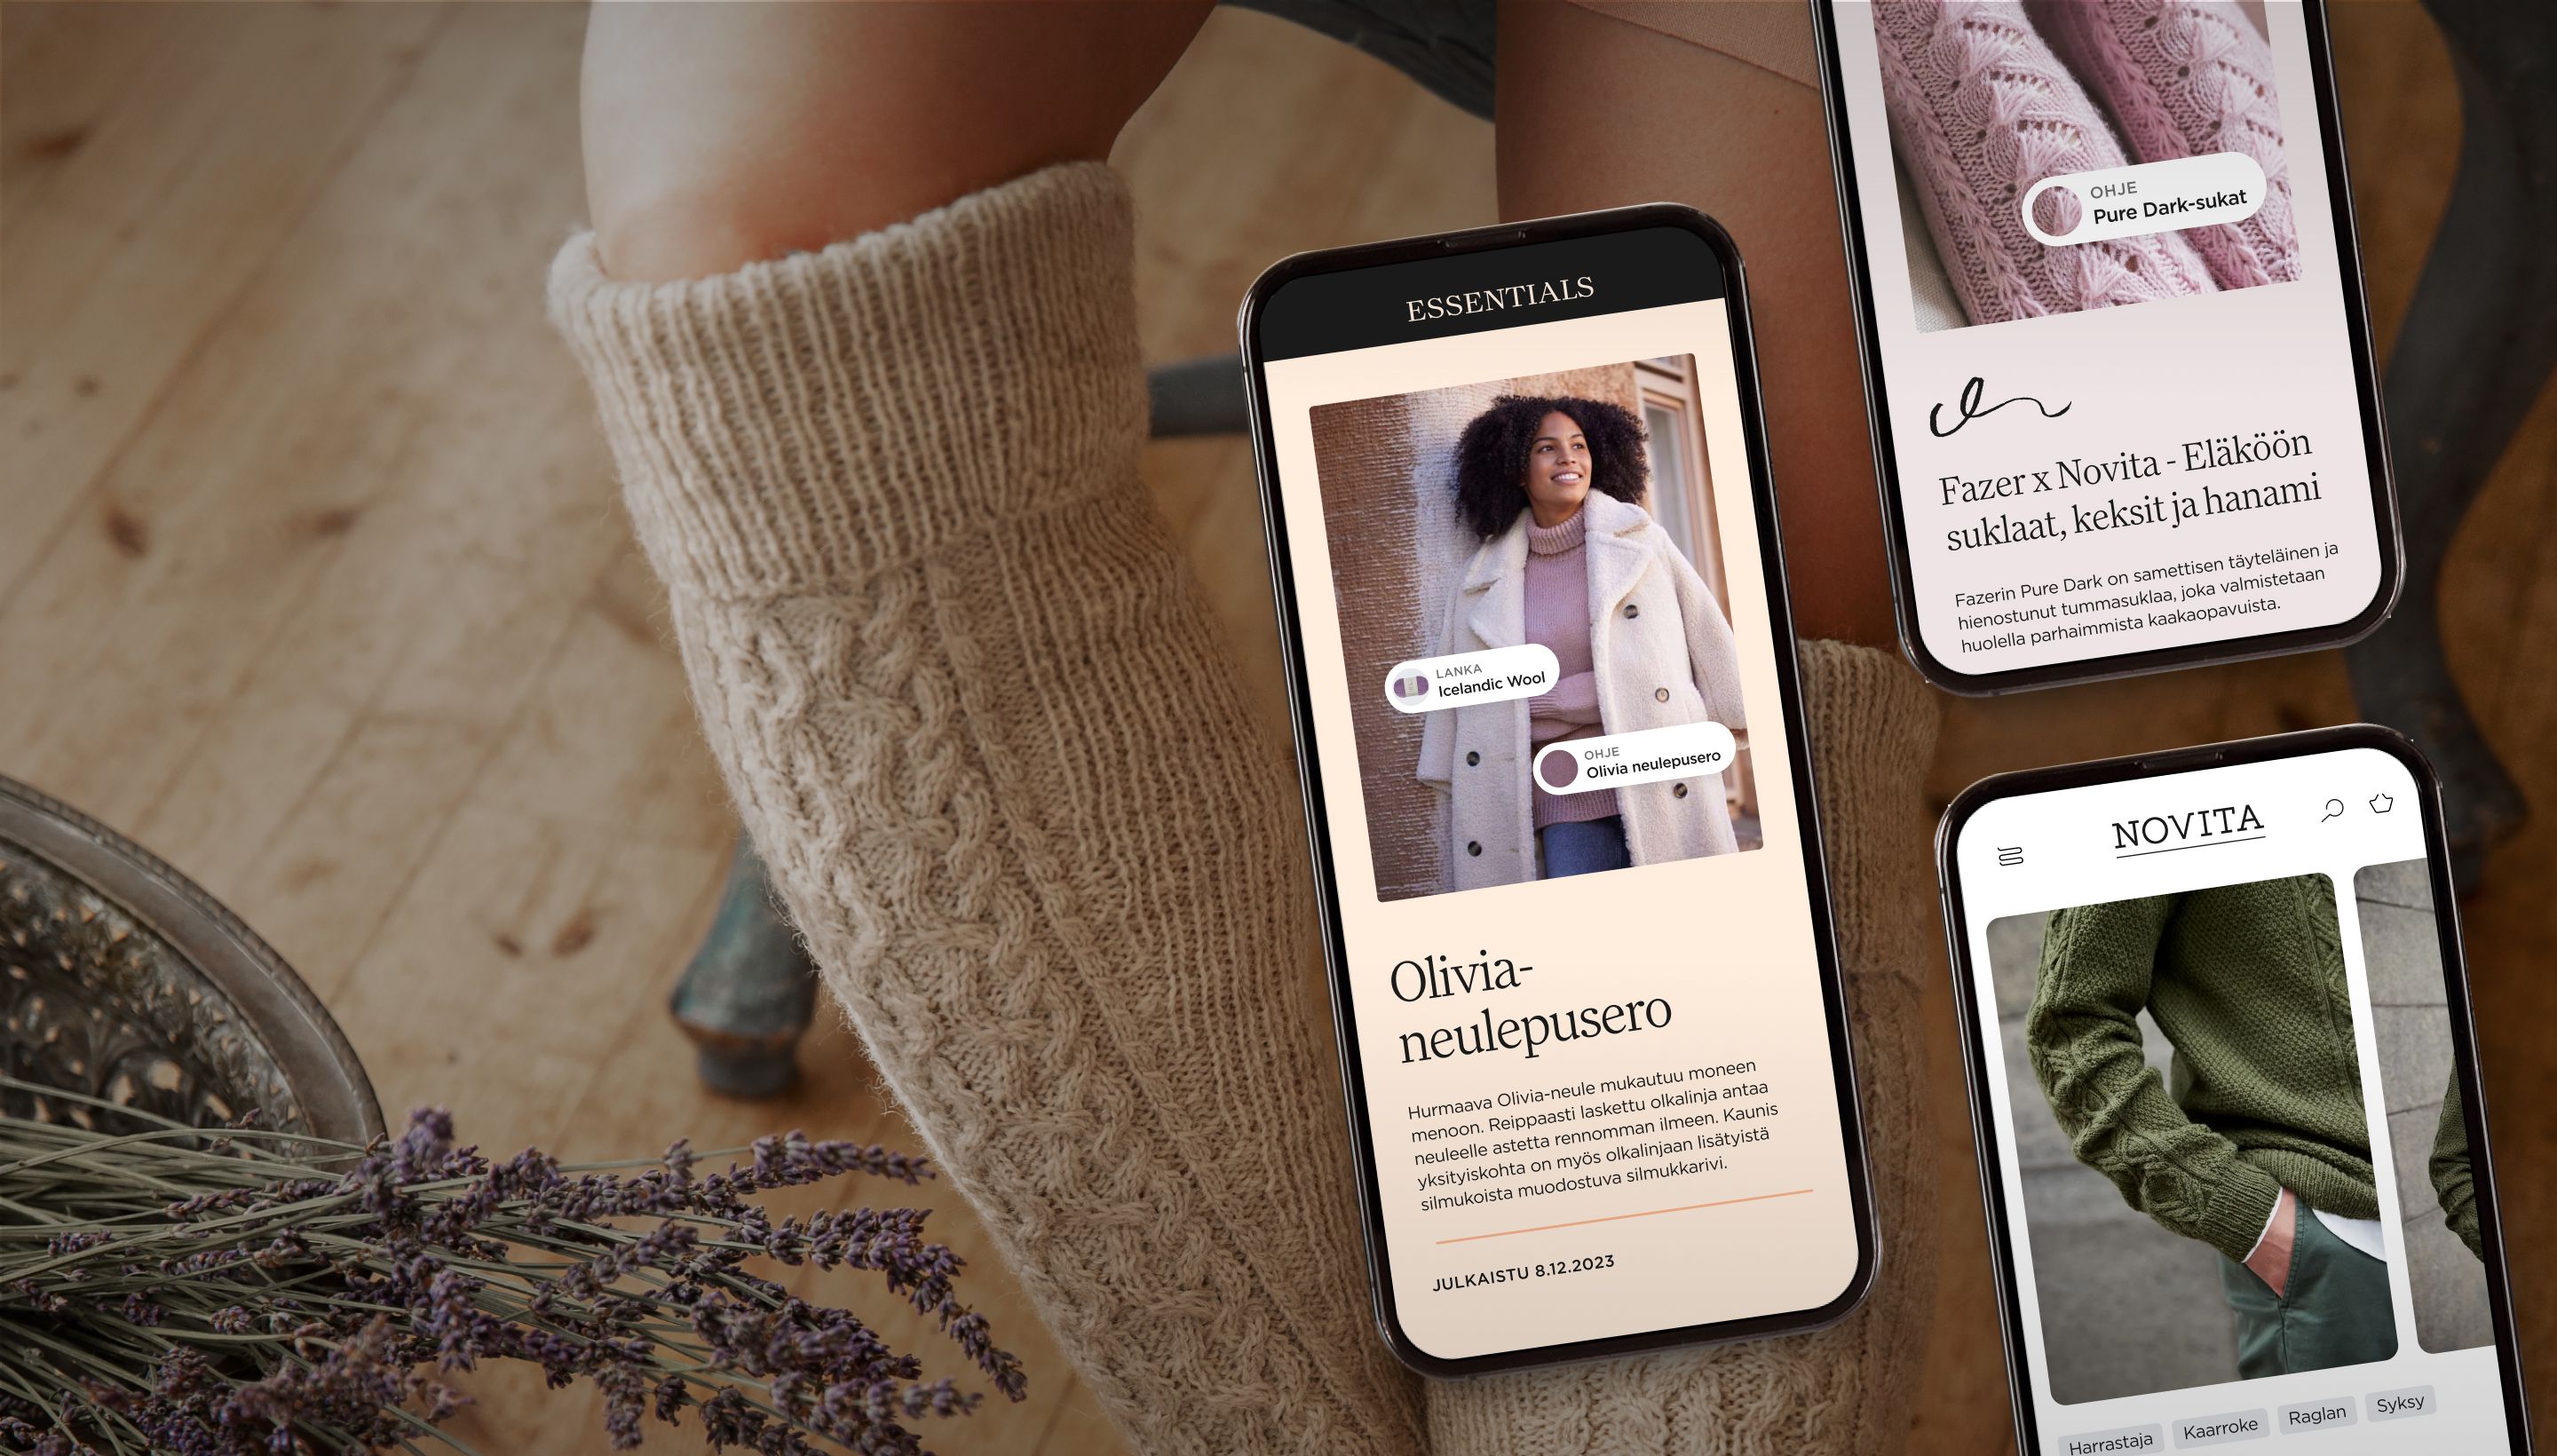 ESSENTIALS
LANKA
Icelandic Wool
OHJE
Olivia neulepusero
Olivia-
neulepusero
Hurmaava Olivia-neule mukautuu moneen
menoon. Reippaasti laskettu olkalinja antaa
neuleelle astetta rennomman ilmeen. Kaunis
yksityiskohta on myös olkalinjaan lisätyistä
silmukoista muodostuva silmukkarivi.
JULKAISTU 8.12.2023
OHJE
Pure Dark-sukat
Fazer x Novita - Eläköön
suklaat, keksit ja hanami
Fazerin Pure Dark on samettisen täyteläinen ja
hienostunut tummasuklaa, joka valmistetaan
huolella parhaimmista kaakaopavuista.
NOVITA
Harrastaja Kaarroke Raglan Syksy